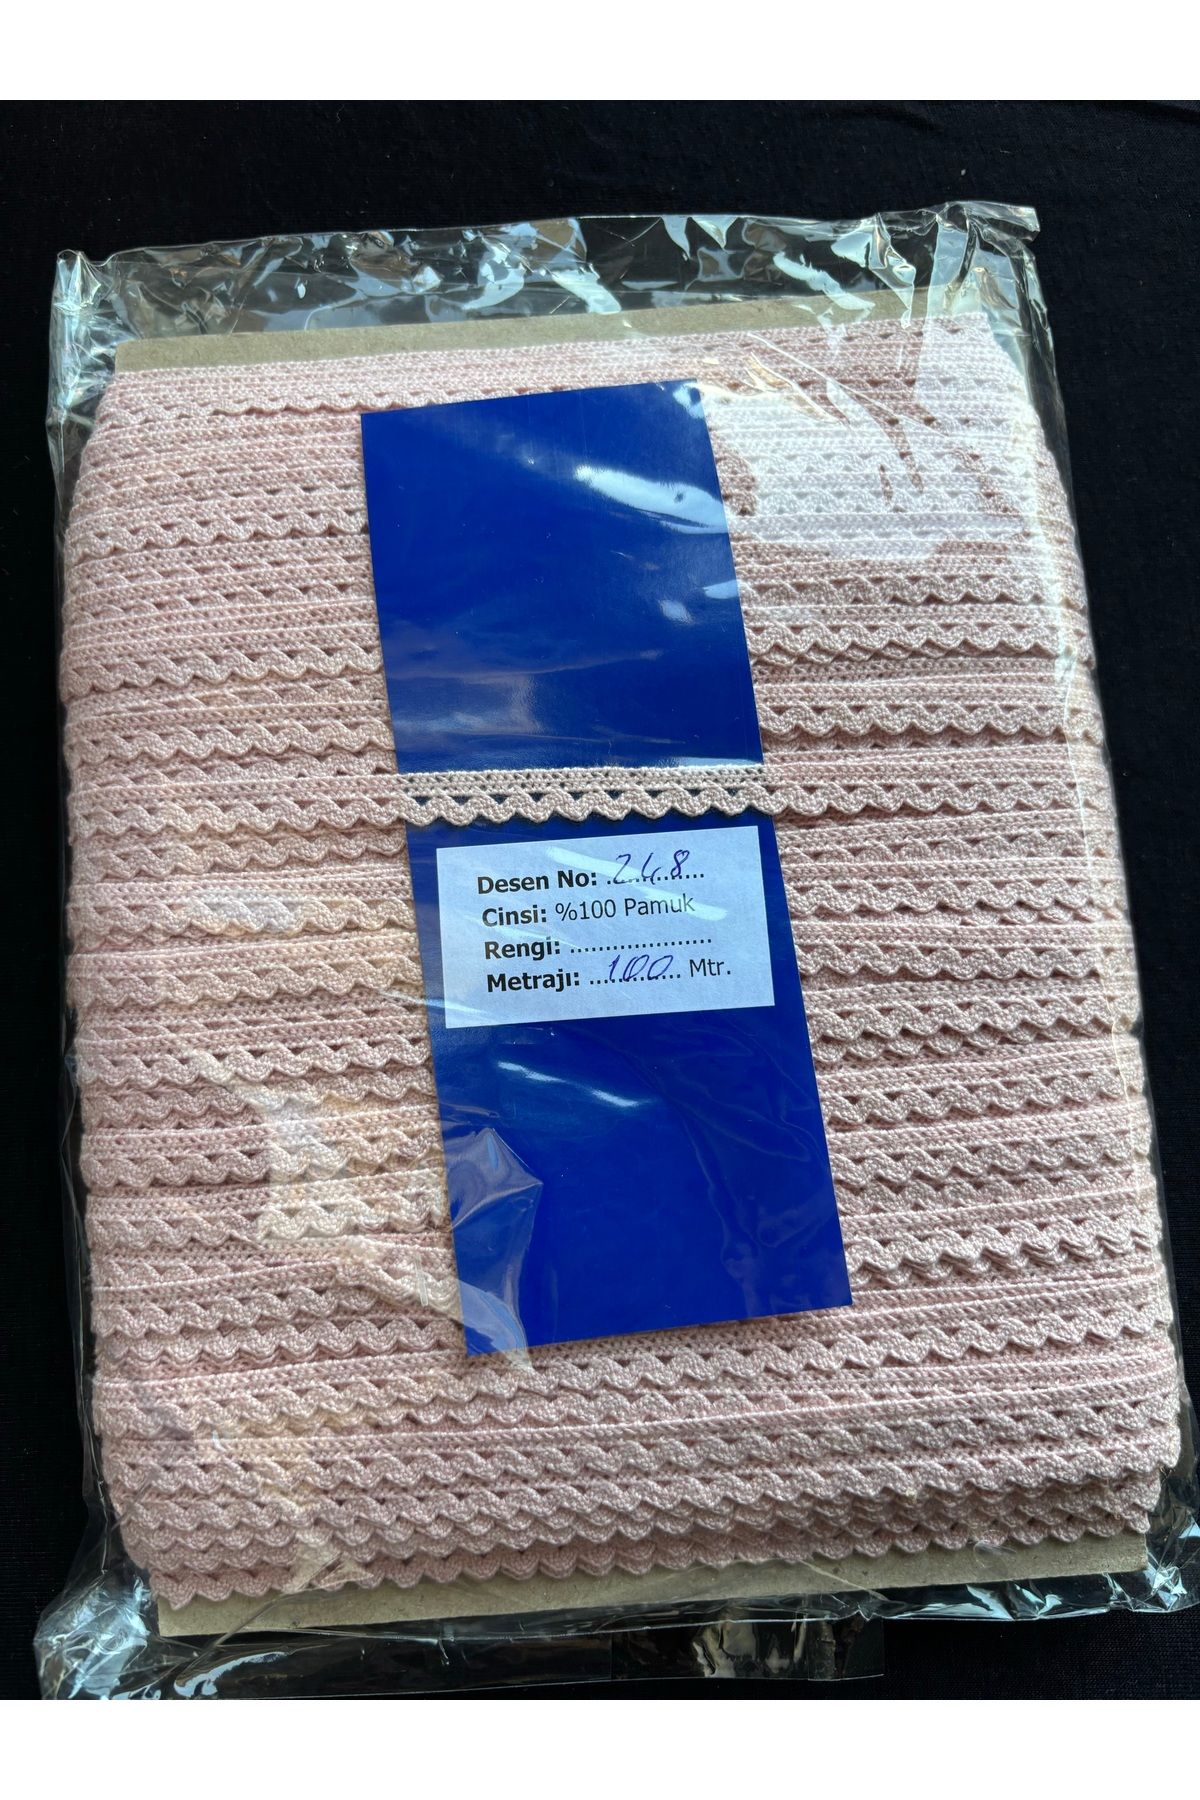 Desen No: 248
Cinsi: %100 Pamuk
Rengi: ....................
Metrajı: 100 Mtr.